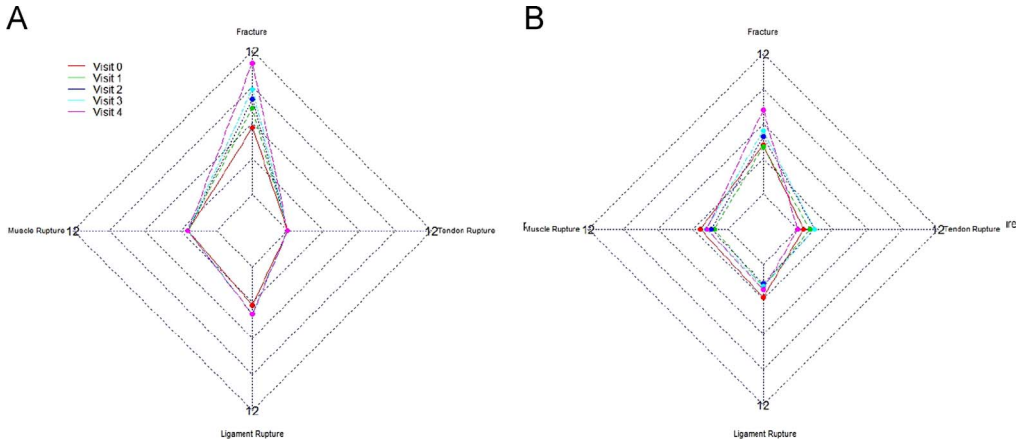 A
B
Fracture
Fracture
12
12
Visit 0
Visit 1
Visit 2
Visit 3
Visit 4
Muscle Rupture
12
12
Tendon Rupture
Muscle Rupture
12
12
Tendon Rupture
12
12
Ligament Rupture
Ligament Rupture